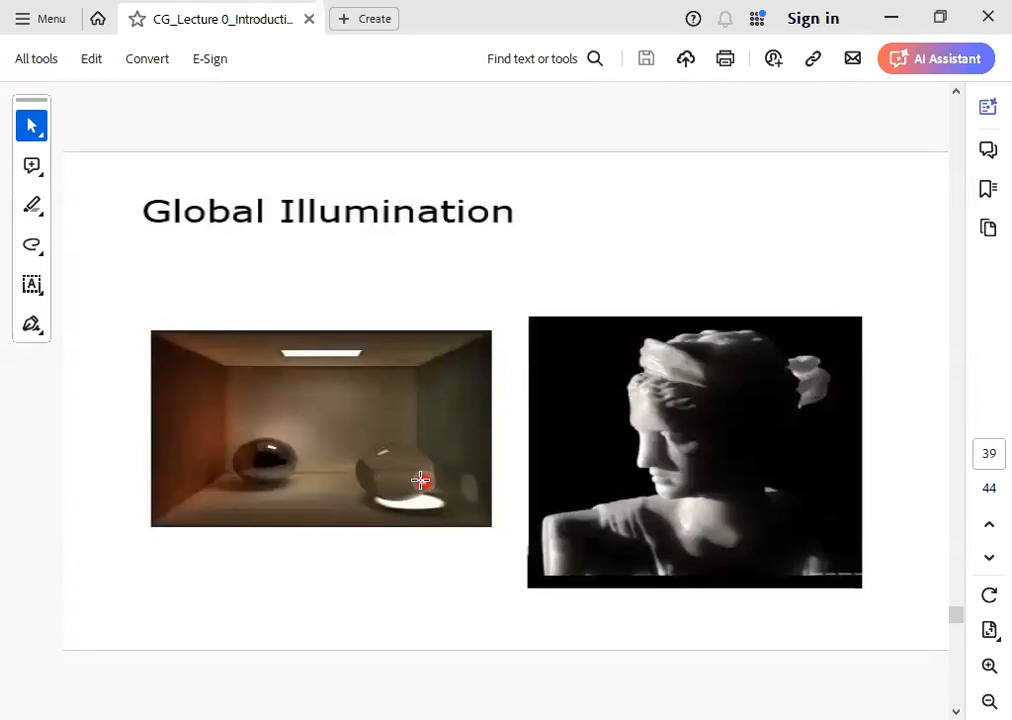 Menu
CG_Lecture 0_Introducti...
Create
Sign in
All tools
Edit
Convert
E-Sign
Find text or tools
AI Assistant
Global Illumination
39
44